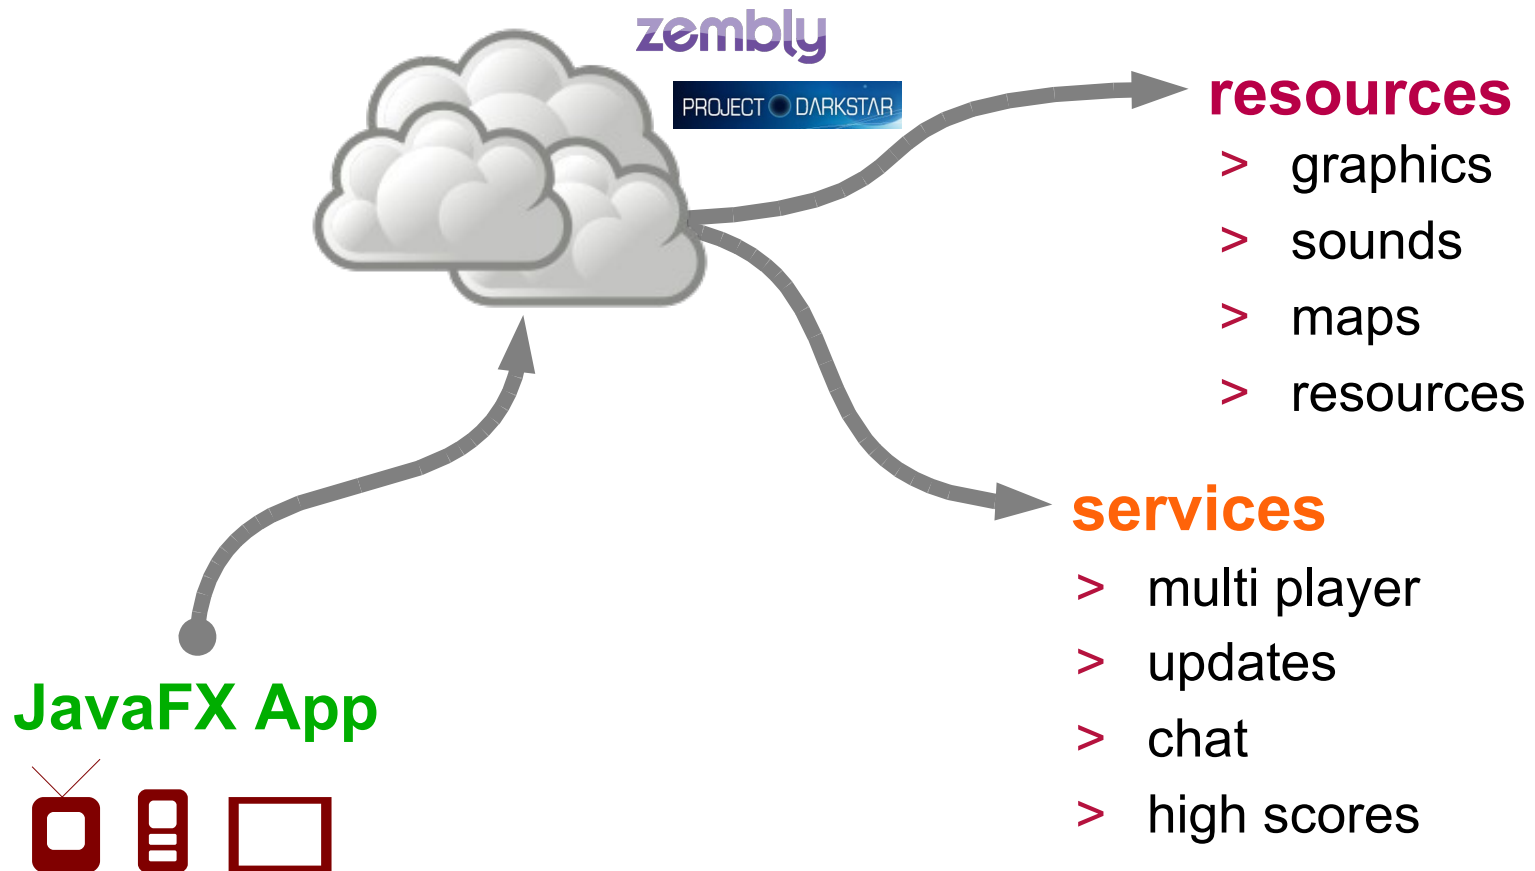 zembly
PROJECT DARKSTAR
resources
> graphics
> sounds
> maps
> resources
services
> multi player
> updates
> chat
> high scores
JavaFX App